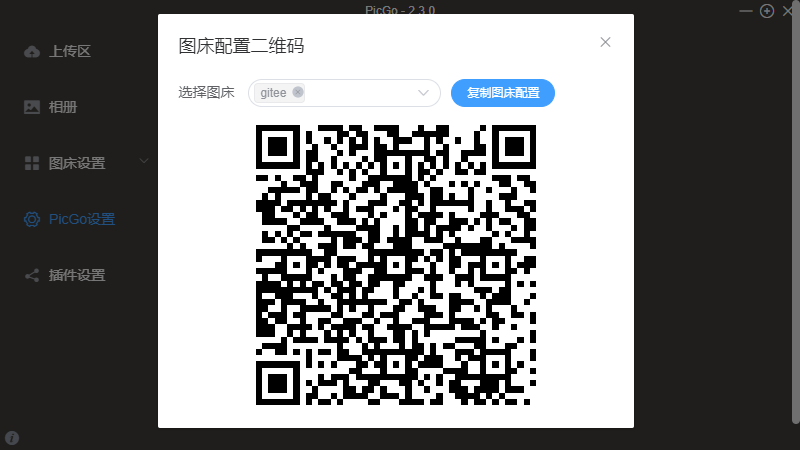 PicGo - 2.3.0
上传区
相册
图床设置
PicGo设置
插件设置
图床配置二维码
选择图床
gitee
复制图床配置